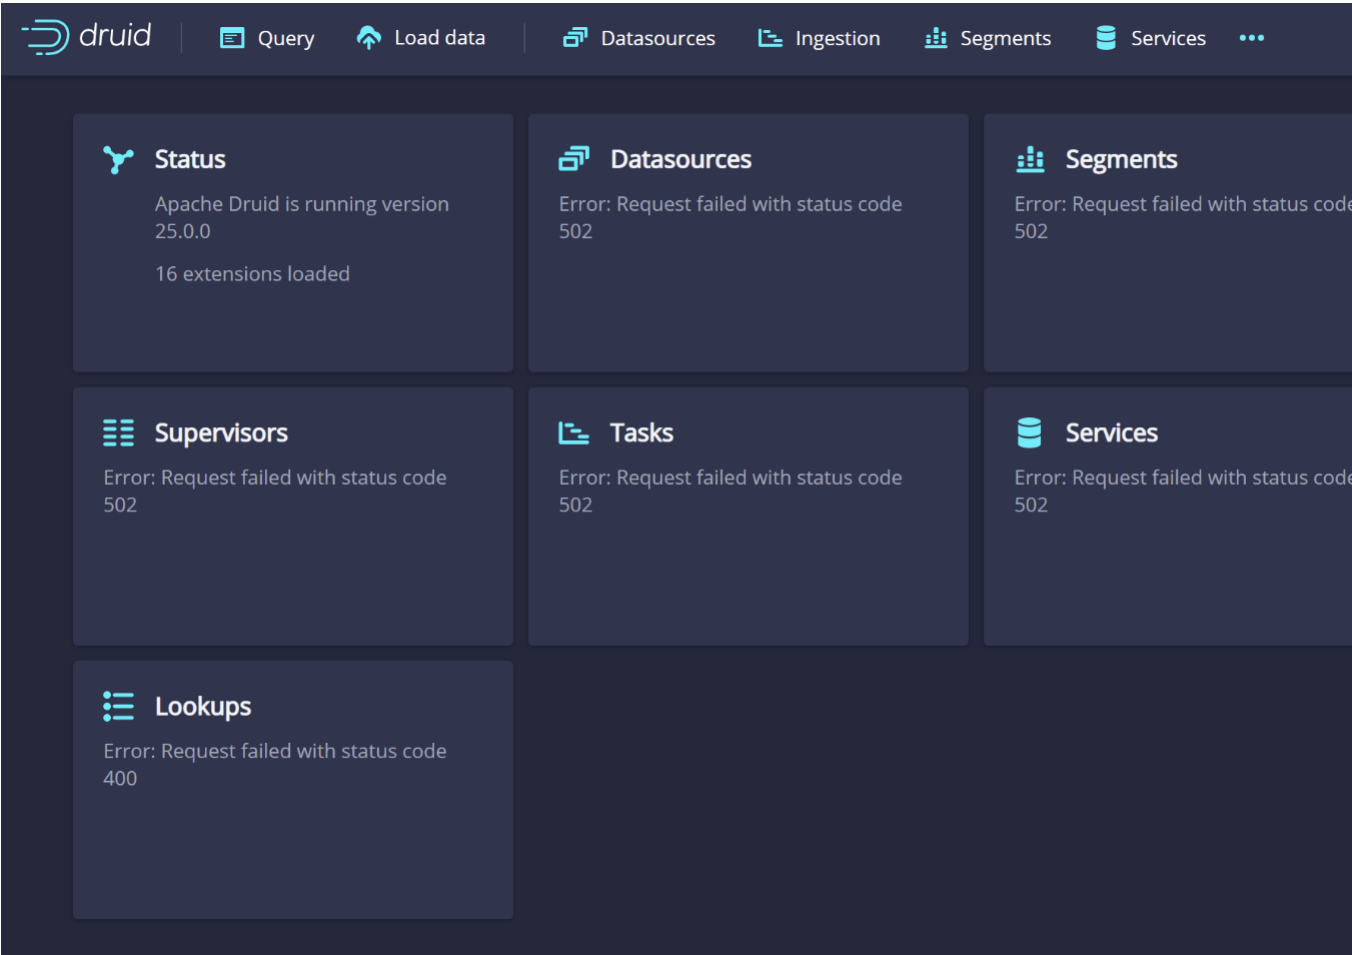 druid Query Load data Datasources Ingestion Segments Services
Status
Apache Druid is running version
25.0.0
16 extensions loaded
Datasources
Error: Request failed with status code
502
Segments
Error: Request failed with status code
502
Supervisors
Error: Request failed with status code
502
Tasks
Error: Request failed with status code
502
Services
Error: Request failed with status code
502
Lookups
Error: Request failed with status code
400